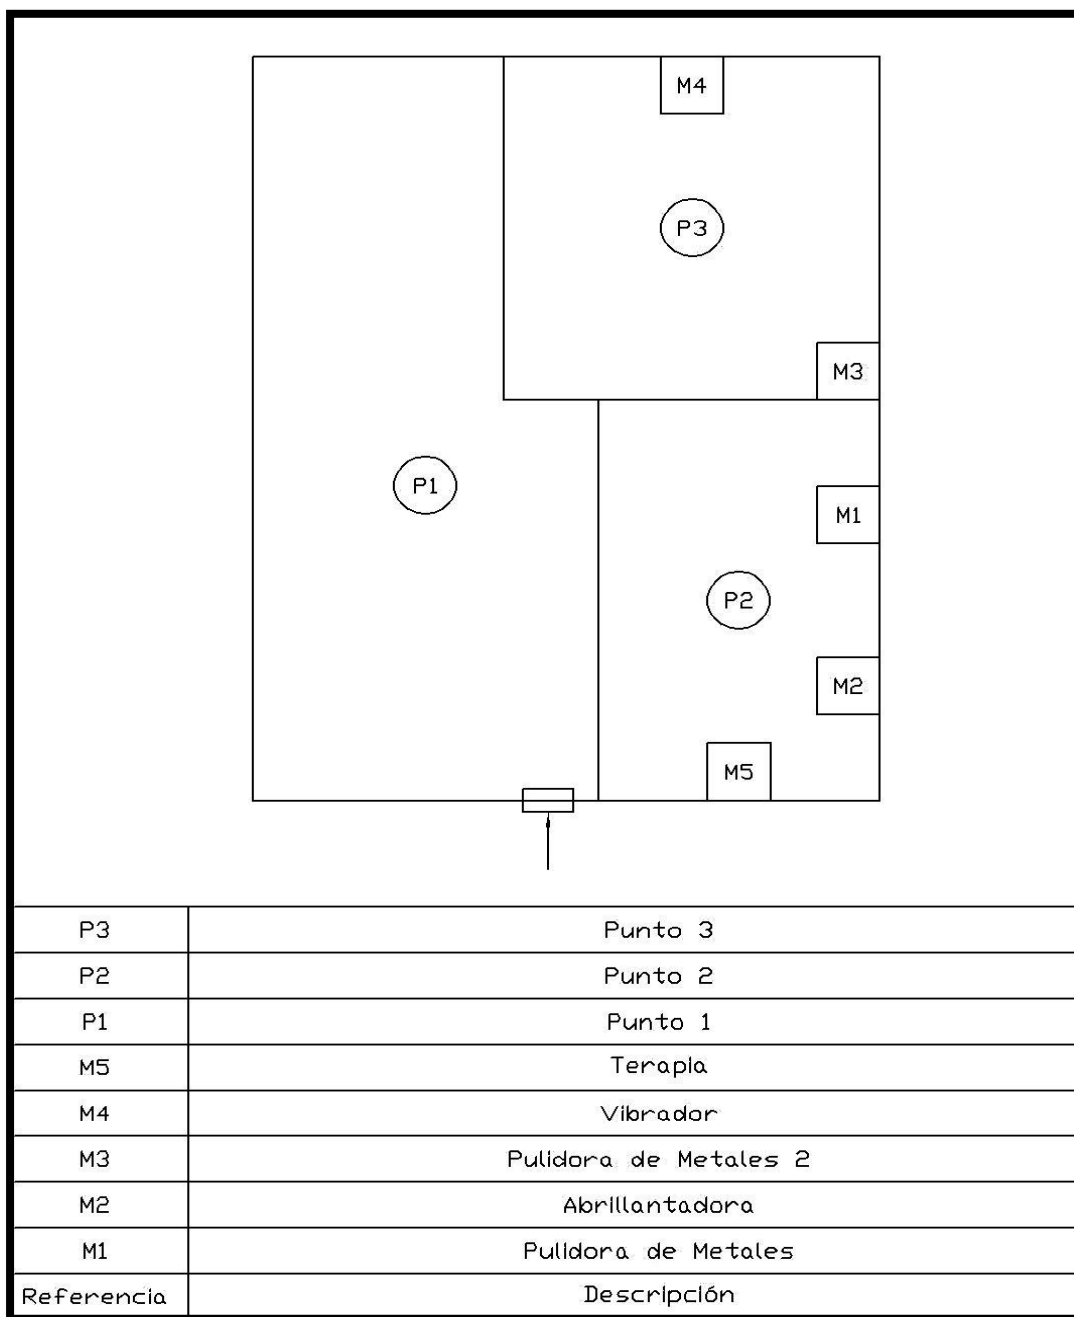 M4
P3
M3
P1
M1
P2
M2
M5
P3 Punto 3
P2 Punto 2
P1 Punto 1
M5 Terapia
M4 Vibrador
M3 Pulidora de Metales 2
M2 Abrillantadora
M1 Pulidora de Metales
Referencia Descripción